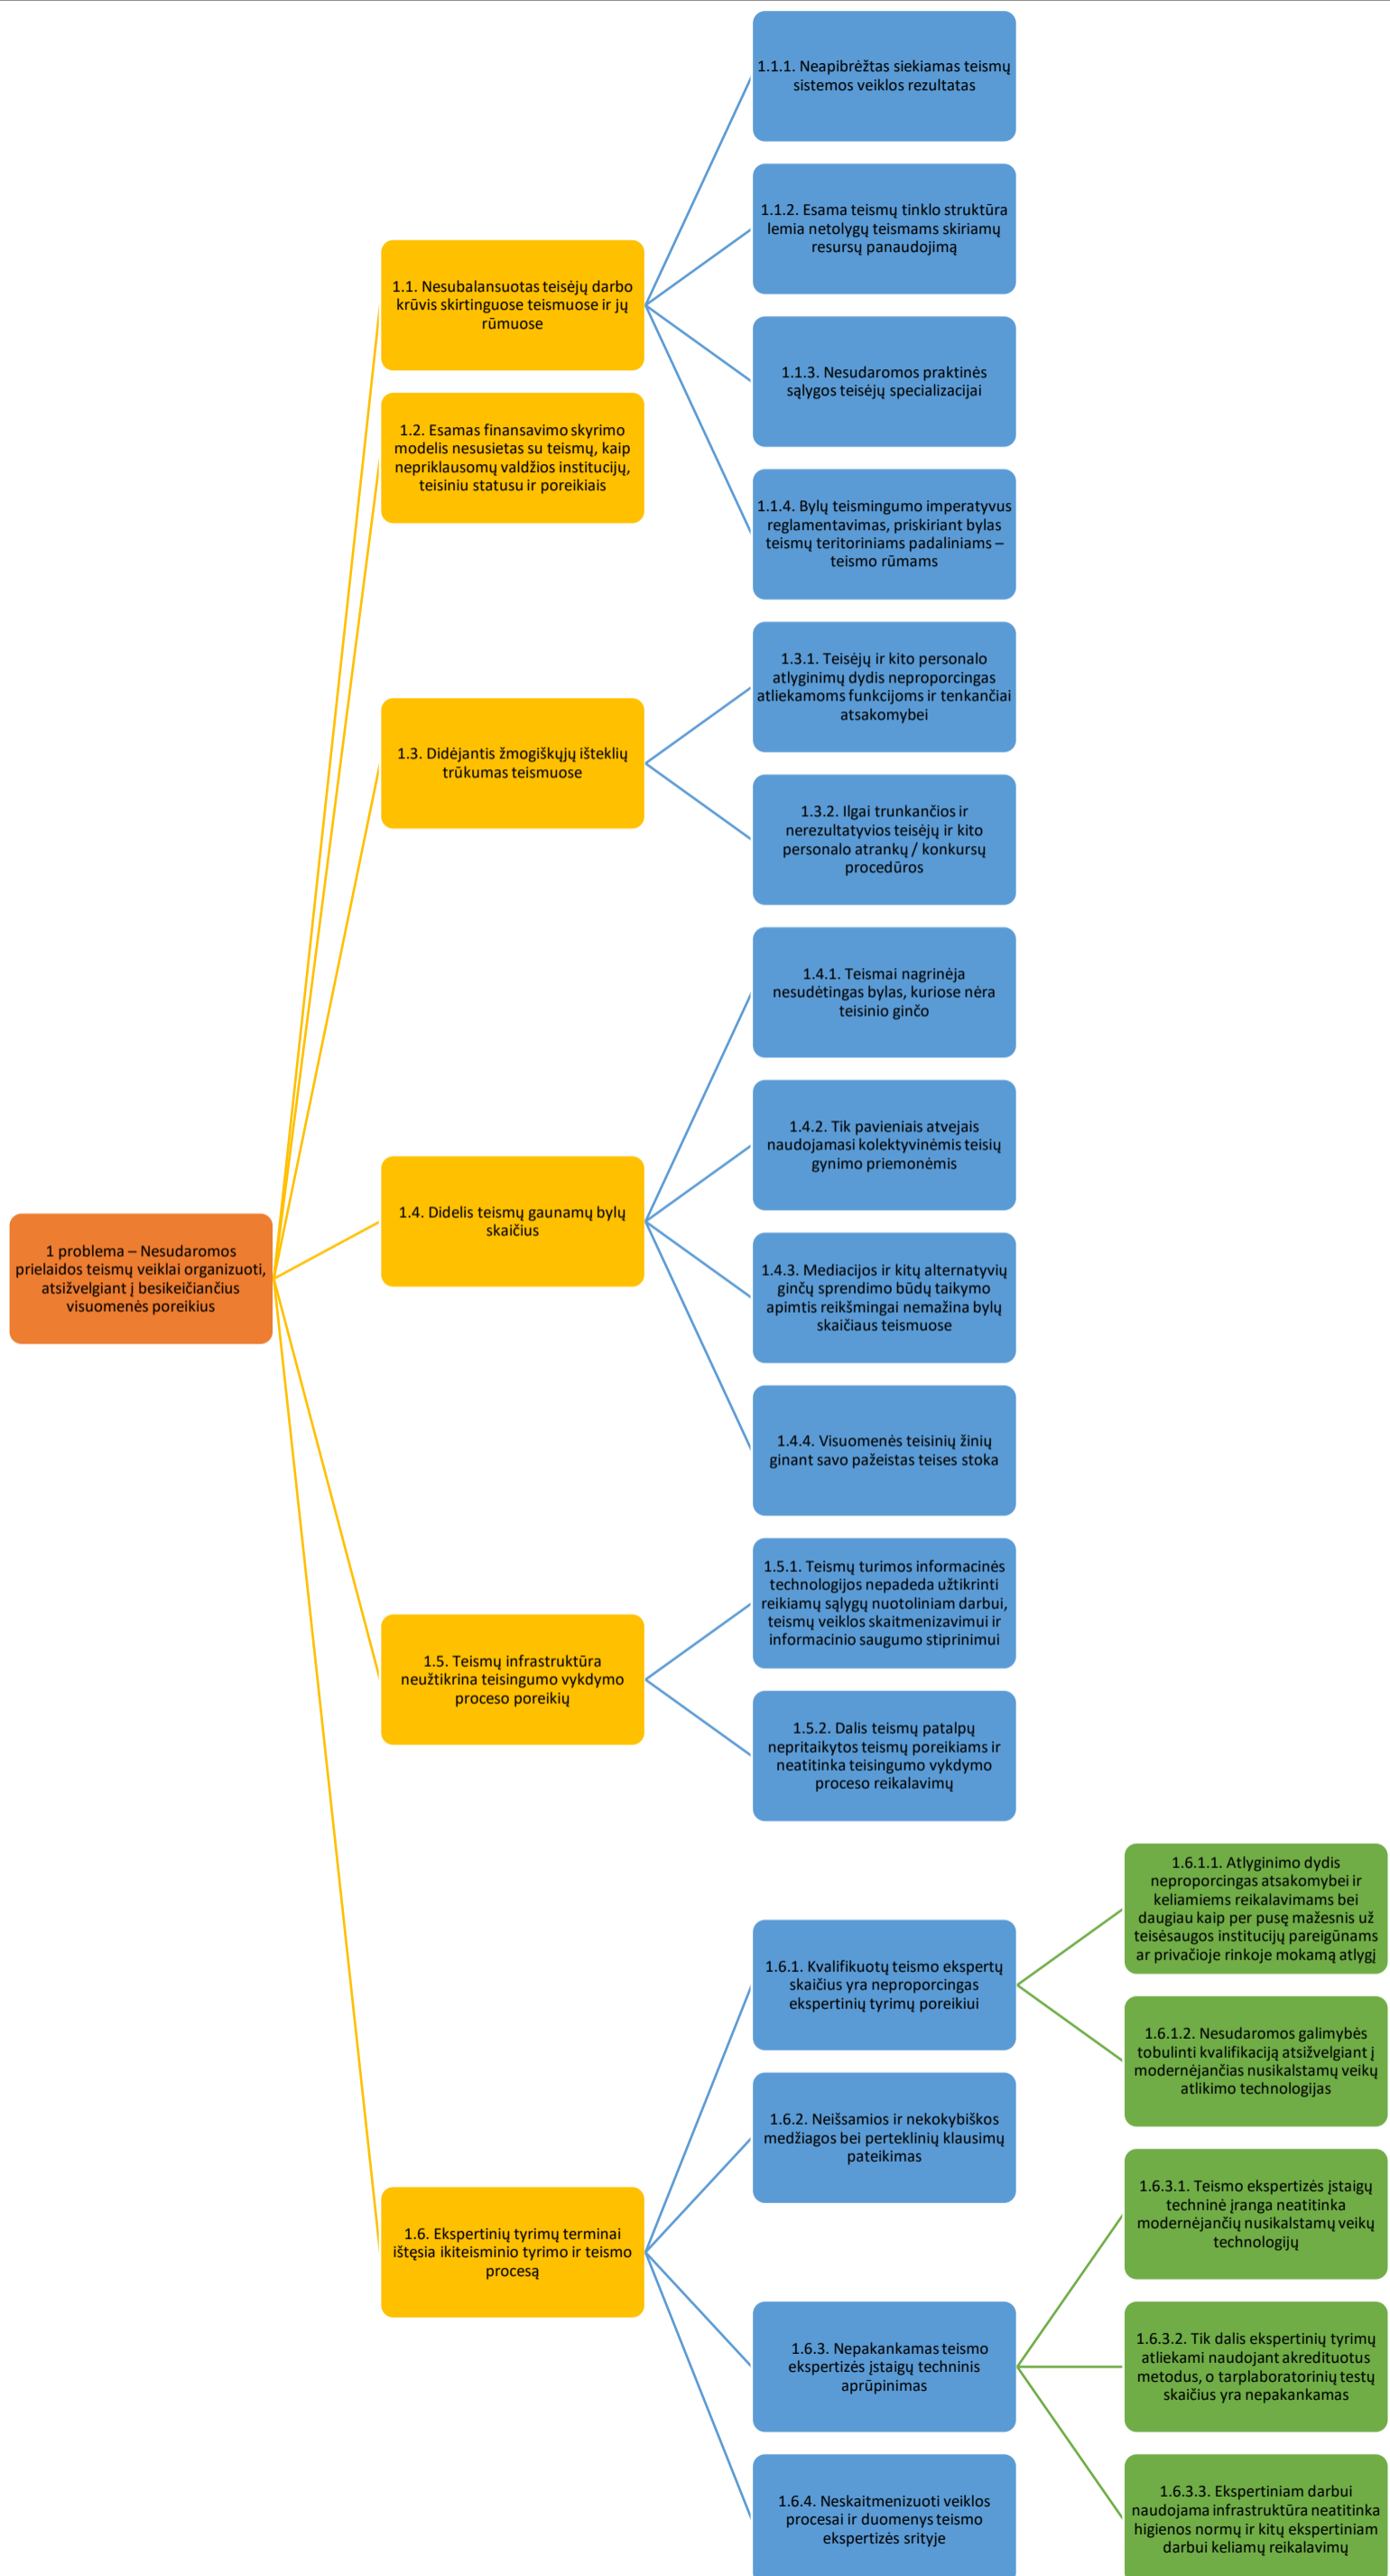 1 problema – Nesudaromos
prielaidos teismų veiklai organizuoti,
atsižvelgiant į besikeičiančius
visuomenės poreikius
1.1. Nesubalansuotas teisėjų darbo
krūvis skirtinguose teismuose ir jų
rūmuose
1.1.1. Neapibrėžtas siekiamas teismų
sistemos veiklos rezultatas
1.1.2. Esama teismų tinklo struktūra
lemia netolygų teismams skiriamų
resursų panaudojimą
1.1.3. Nesudaromos praktinės
sąlygos teisėjų specializacijai
1.1.4. Bylų teismingumo imperatyvus
reglamentavimas, priskiriant bylas
teismų teritoriniams padaliniams –
teismo rūmams
1.2. Esamas finansavimo skyrimo
modelis nesusietas su teismų, kaip
nepriklausomų valdžios institucijų,
teisiniu statusu ir poreikiais
1.3. Didėjantis žmogiškųjų išteklių
trūkumas teismuose
1.3.1. Teisėjų ir kito personalo
atlyginimų dydis neproporcingas
atliekamoms funkcijoms ir tenkančiai
atsakomybei
1.3.2. Ilgai trunkančios ir
nerezultatyvios teisėjų ir kito
personalo atrankų / konkursų
procedūros
1.4. Didelis teismų gaunamų bylų
skaičius
1.4.1. Teismai nagrinėja
nesudėtingas bylas, kuriose nėra
teisinio ginčo
1.4.2. Tik pavieniais atvejais
naudojamasi kolektyvinėmis teisių
gynimo priemonėmis
1.4.3. Mediacijos ir kitų alternatyvių
ginčų sprendimo būdų taikymo
apimtis reikšmingai nemažina bylų
skaičiaus teismuose
1.4.4. Visuomenės teisinių žinių
ginant savo pažeistas teises stoka
1.5. Teismų infrastruktūra
neužtikrina teisingumo vykdymo
proceso poreikių
1.5.1. Teismų turimos informacinės
technologijos nepadeda užtikrinti
reikiamų sąlygų nuotoliniam darbui,
teismų veiklos skaitmenizavimui ir
informacinio saugumo stiprinimui
1.5.2. Dalis teismų patalpų
nepritaikytos teismų poreikiams ir
neatitinka teisingumo vykdymo
proceso reikalavimų
1.6. Ekspertinių tyrimų terminai
ištęsia ikiteisminio tyrimo ir teismo
procesą
1.6.1. Kvalifikuotų teismo ekspertų
skaičius yra neproporcingas
ekspertinių tyrimų poreikiui
1.6.1.1. Atlyginimo dydis
neproporcingas atsakomybei ir
keliamiems reikalavimams bei
daugiau kaip per pusę mažesnis už
teisėsaugos institucijų pareigūnams
ar privačioje rinkoje mokamą atlygį
1.6.1.2. Nesudaromos galimybės
tobulinti kvalifikaciją atsižvelgiant į
modernėjančias nusikalstamų veikų
atlikimo technologijas
1.6.2. Neišsamios ir nekokybiškos
medžiagos bei perteklinių klausimų
pateikimas
1.6.3. Nepakankamas teismo
ekspertizės įstaigų techninis
aprūpinimas
1.6.3.1. Teismo ekspertizės įstaigų
techninė įranga neatitinka
modernėjančių nusikalstamų veikų
technologijų
1.6.3.2. Tik dalis ekspertinių tyrimų
atliekami naudojant akredituotus
metodus, o tarplaboratorinių testų
skaičius yra nepakankamas
1.6.3.3. Ekspertiniam darbui
naudojama infrastruktūra neatitinka
higienos normų ir kitų ekspertiniam
darbui keliamų reikalavimų
1.6.4. Neskaitmenizuoti veiklos
procesai ir duomenys teismo
ekspertizės srityje